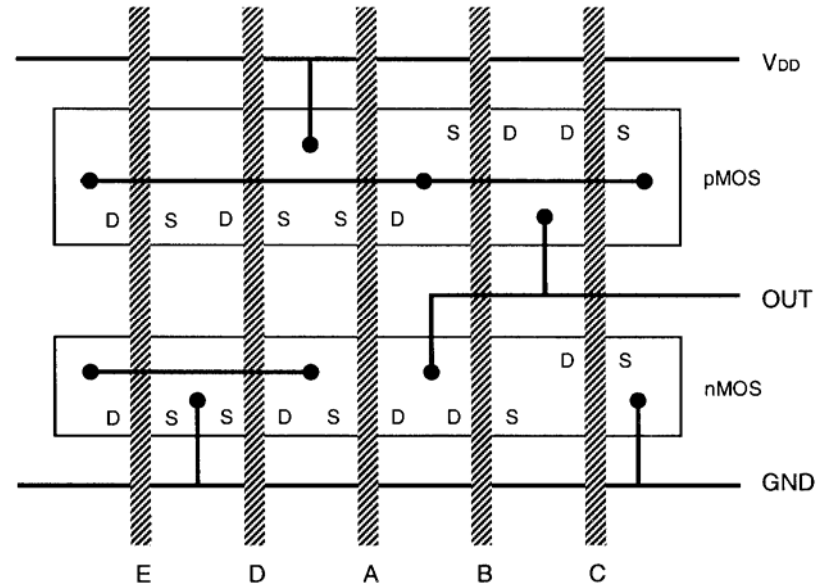 VDD
S D D S
pMOS
D S D S S D
OUT
D S
nMOS
D S S D S D D S
GND
E D A B C